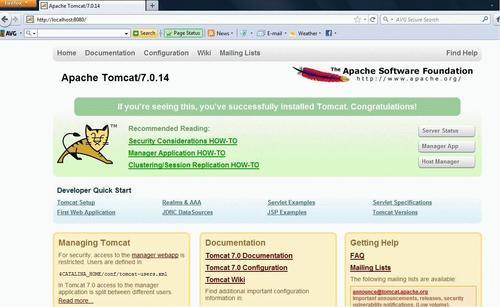 Firefox
Apache Tomcat/7.0.14
http://localhost:8080/
AVG Secure Search
AVG
Search
Page Status
News
E-mail
Weather
Home Documentation Configuration Wiki Mailing Lists Find Help
Apache Tomcat/7.0.14
The Apache Software Foundation
http://www.apache.org/
If you're seeing this, you've successfully installed Tomcat. Congratulations!
TM
Recommended Reading:
Security Considerations HOW-TO
Manager Application HOW-TO
Clustering/Session Replication HOW-TO
Server Status
Manager App
Host Manager
Developer Quick Start
Tomcat Setup
First Web Application
Realms & AAA
JDBC DataSources
Servlet Examples
JSP Examples
Servlet Specifications
Tomcat Versions
Managing Tomcat
For security, access to the manager webapp is
restricted. Users are defined in:
$CATALINA_HOME/conf/tomcat-users.xml
In Tomcat 7.0 access to the manager
application is split between different users.
Read more...
Documentation
Tomcat 7.0 Documentation
Tomcat 7.0 Configuration
Tomcat Wiki
Find additional important configuration
information in:
Getting Help
FAQ
Mailing Lists
The following mailing lists are available:
announce@tomcat.apache.org
Important announcements, releases, security
vulnerability notifications. (Low volume).